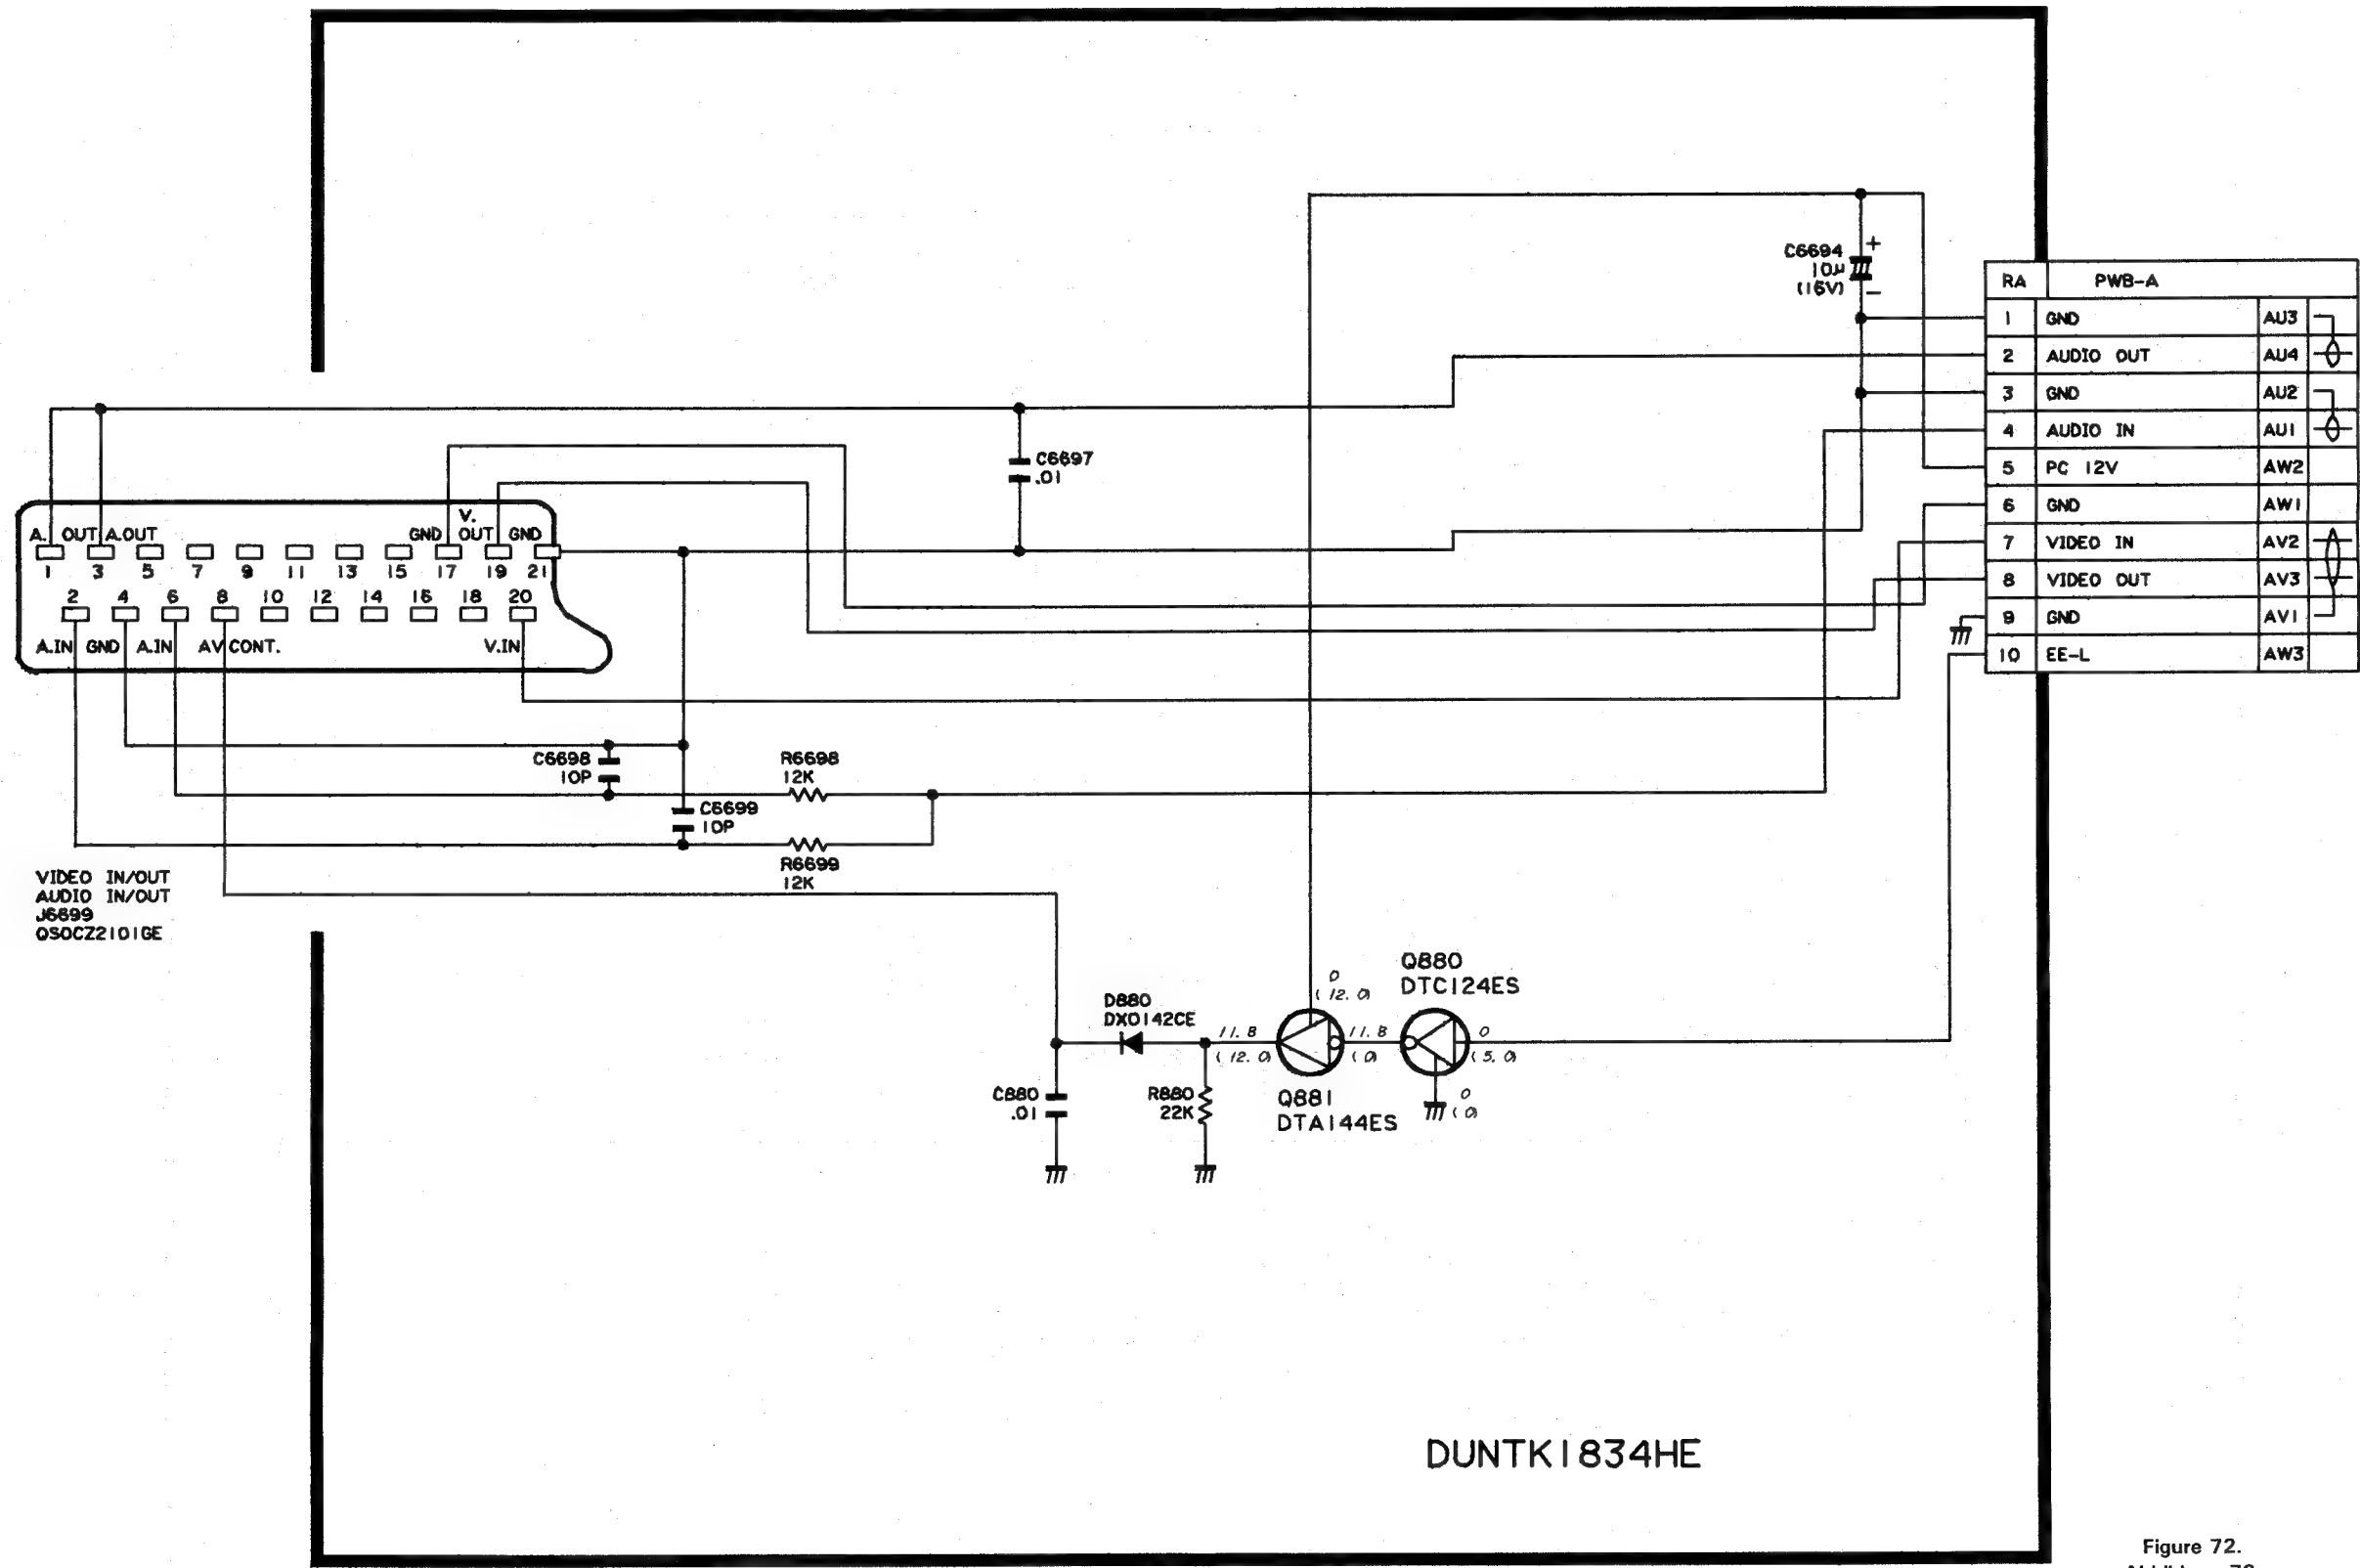 C6694
10µ
(16V)
+
−
RA PWB-A
1 GND AU3
2 AUDIO OUT AU4
3 GND AU2
4 AUDIO IN AU1
5 PC 12V AW2
6 GND AW1
7 VIDEO IN AV2
8 VIDEO OUT AV3
9 GND AV1
10 EE-L AW3
C6697
.01
V.
A. OUT A.OUT GND OUT GND
1 3 5 7 9 11 13 15 17 19 21
2 4 6 8 10 12 14 16 18 20
A.IN GND A.IN AV CONT. V.IN
C6698
10P
R6698
12K
C6699
10P
R6699
12K
VIDEO IN/OUT
AUDIO IN/OUT
J6699
QSOCZ2101GE
Q880
DTC124ES
0
(12.0)
D880
DX0142CE
11.8
(12.0)
11.8
(0)
0
(5.0)
C880
.01
R880
22K
Q881
DTA144ES
0
(0)
DUNTK1834HE
Figure 72.